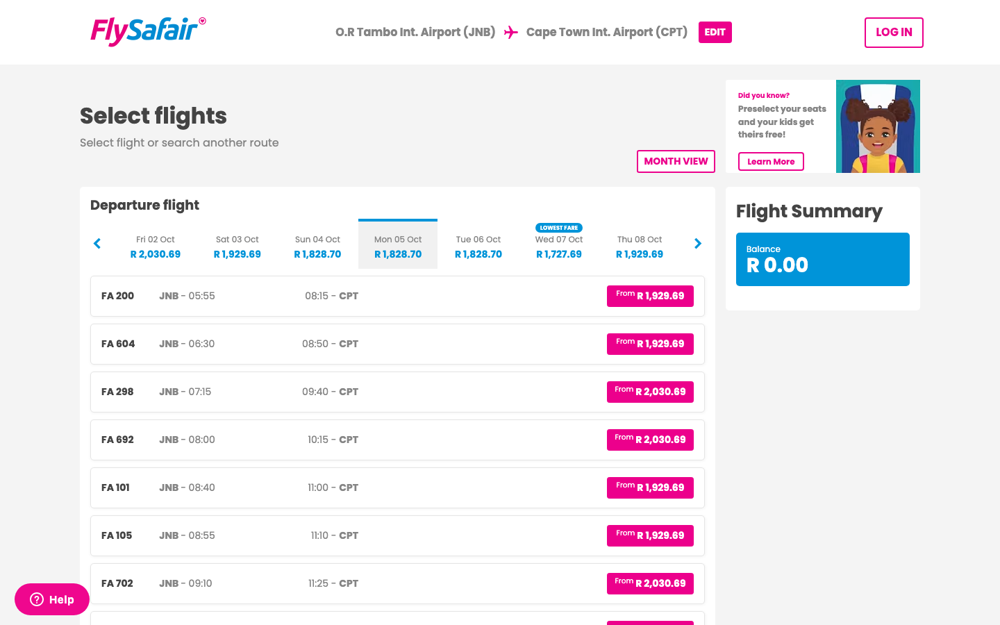 FlySafair
O.R Tambo Int. Airport (JNB) Cape Town Int. Airport (CPT) EDIT
LOG IN
Select flights
Select flight or search another route
MONTH VIEW
Did you know?
Preselect your seats
and your kids get
theirs free!
Learn More
Departure flight
LOWEST FARE
Fri 02 Oct Sat 03 Oct Sun 04 Oct Mon 05 Oct Tue 06 Oct Wed 07 Oct Thu 08 Oct
R 2,030.69 R 1,929.69 R 1,828.70 R 1,828.70 R 1,828.70 R 1,727.69 R 1,929.69
FA 200 JNB - 05:55 08:15 - CPT From R 1,929.69
FA 604 JNB - 06:30 08:50 - CPT From R 1,929.69
FA 298 JNB - 07:15 09:40 - CPT From R 2,030.69
FA 692 JNB - 08:00 10:15 - CPT From R 2,030.69
FA 101 JNB - 08:40 11:00 - CPT From R 1,929.69
FA 105 JNB - 08:55 11:10 - CPT From R 1,929.69
FA 702 JNB - 09:10 11:25 - CPT From R 2,030.69
Flight Summary
Balance
R 0.00
Help